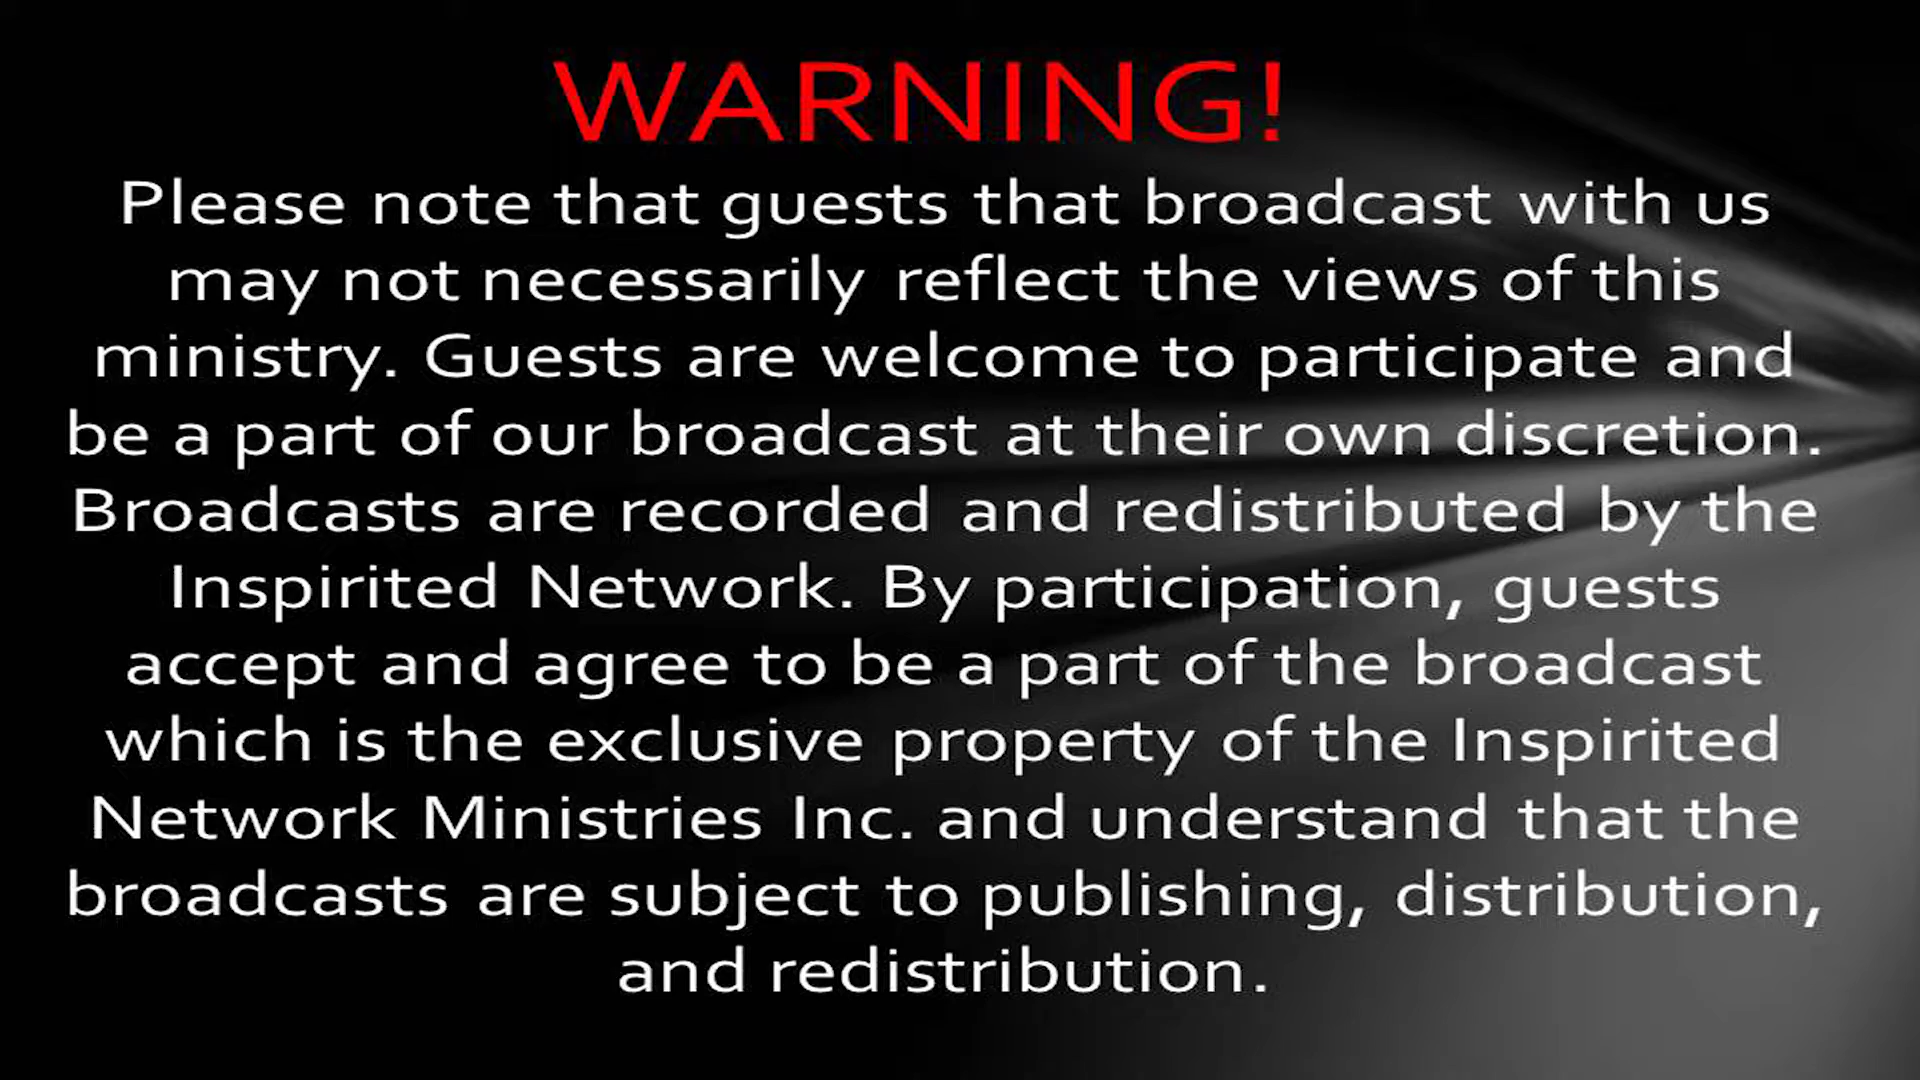 WARNING!
Please note that guests that broadcast with us
may not necessarily reflect the views of this
ministry. Guests are welcome to participate and
be a part of our broadcast at their own discretion.
Broadcasts are recorded and redistributed by the
Inspirited Network. By participation, guests
accept and agree to be a part of the broadcast
which is the exclusive property of the Inspirited
Network Ministries Inc. and understand that the
broadcasts are subject to publishing, distribution,
and redistribution.